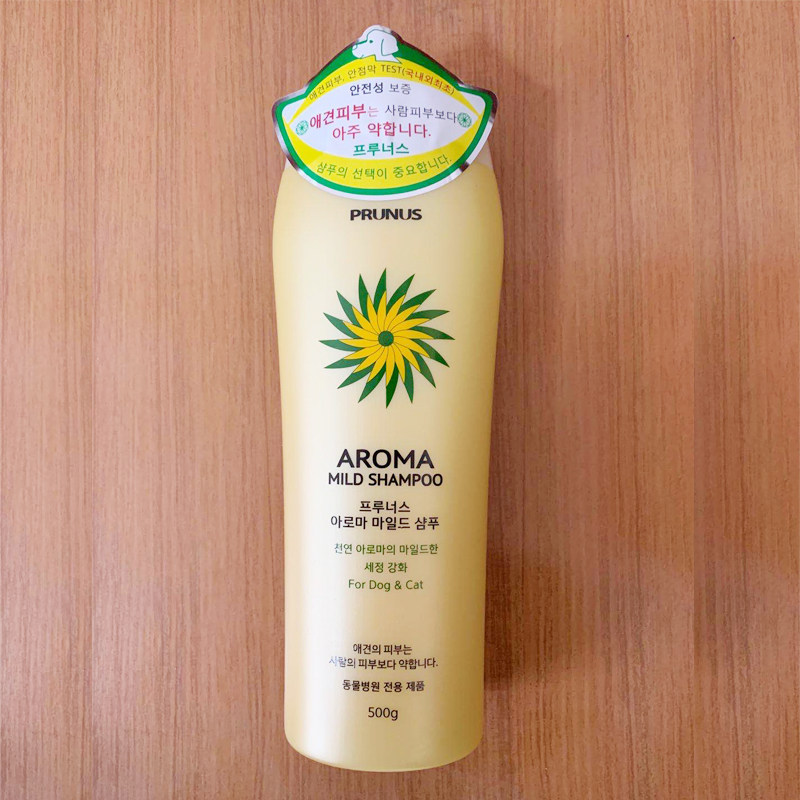 애견피부, 안점막 TEST(국내외최초)
안전성 보증
애견피부는 사람피부보다
아주 약합니다.
프루너스
샴푸의 선택이 중요합니다.
PRUNUS
AROMA
MILD SHAMPOO
프루너스
아로마 마일드 샴푸
천연 아로마의 마일드한
세정 강화
For Dog & Cat
애견의 피부는
사람의 피부보다 약합니다.
동물병원 전용 제품
500g